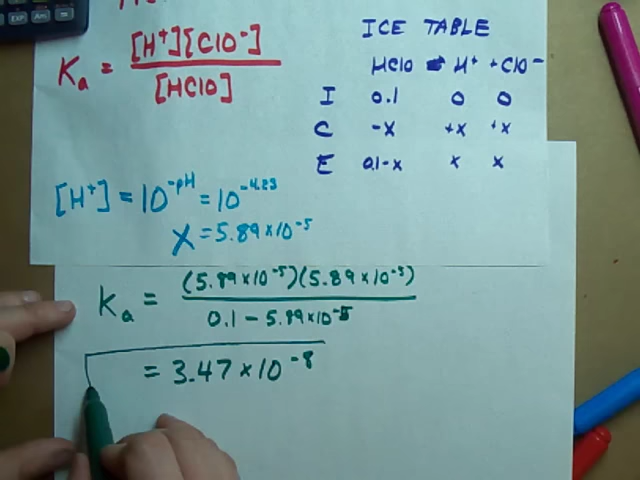 Ka = [H+][ClO-] / [HClO]
ICE TABLE
HClO ⇌ H+ + ClO-
I 0.1 0 0
C -x +x +x
E 0.1-x x x
[H+] = 10^-pH = 10^-4.23
X = 5.89 x 10^-5
Ka = (5.89 x 10^-5)(5.89 x 10^-5) / 0.1 - 5.89 x 10^-5
= 3.47 x 10^-8